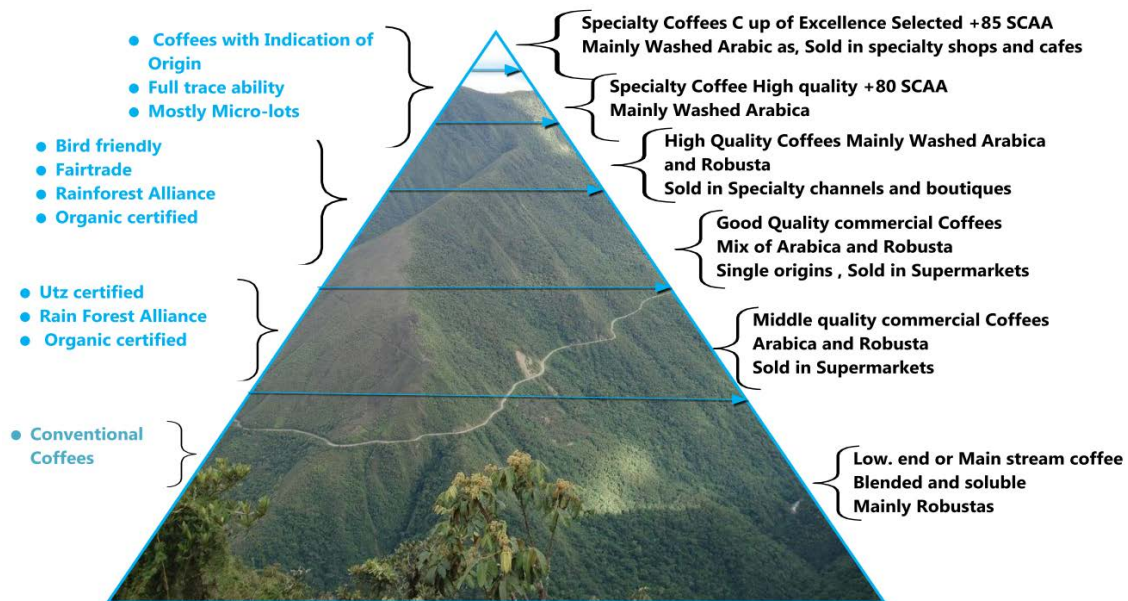 Coffees with Indication of
Origin
Full trace ability
Mostly Micro-lots
Bird friendly
Fairtrade
Rainforest Alliance
Organic certified
Utz certified
Rain Forest Alliance
Organic certified
Conventional
Coffees
Specialty Coffees C up of Excellence Selected +85 SCAA
Mainly Washed Arabic as, Sold in specialty shops and cafes
Specialty Coffee High quality +80 SCAA
Mainly Washed Arabica
High Quality Coffees Mainly Washed Arabica
and Robusta
Sold in Specialty channels and boutiques
Good Quality commercial Coffees
Mix of Arabica and Robusta
Single origins , Sold in Supermarkets
Middle quality commercial Coffees
Arabica and Robusta
Sold in Supermarkets
Low. end or Main stream coffee
Blended and soluble
Mainly Robustas